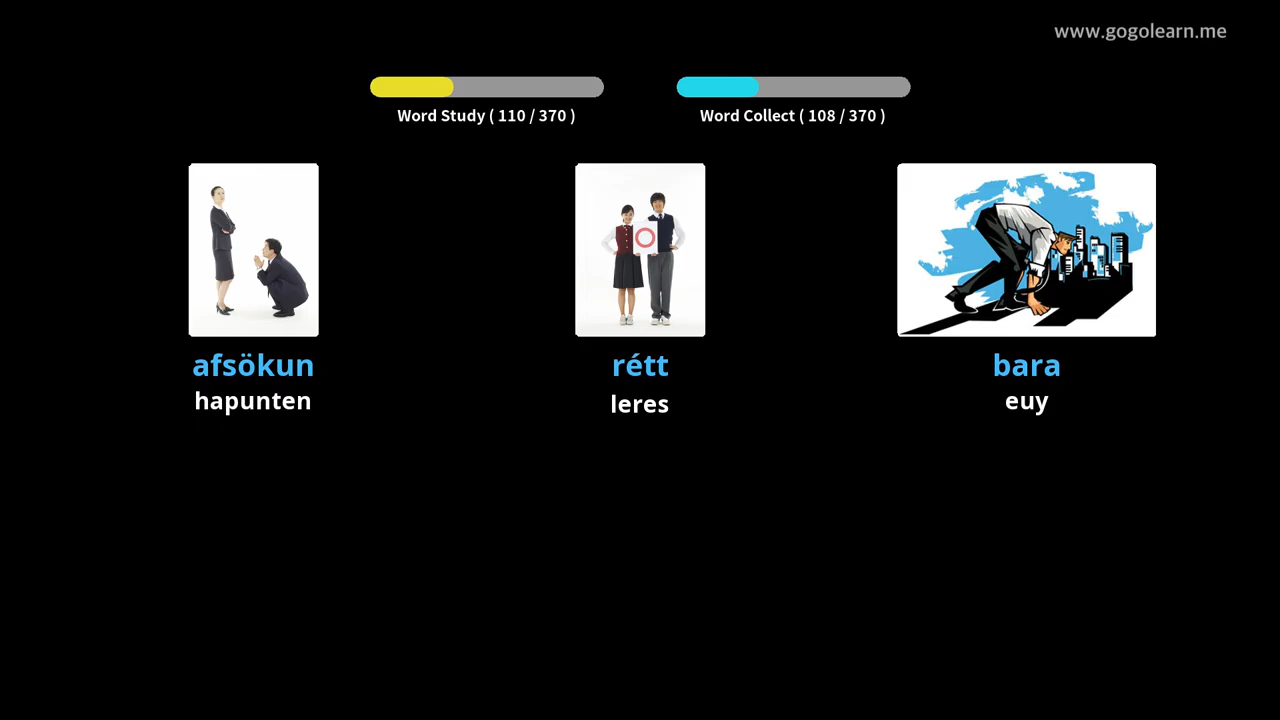 www.gogolearn.me
Word Study ( 110 / 370 )
Word Collect ( 108 / 370 )
afsökun
hapunten
rétt
leres
bara
euy